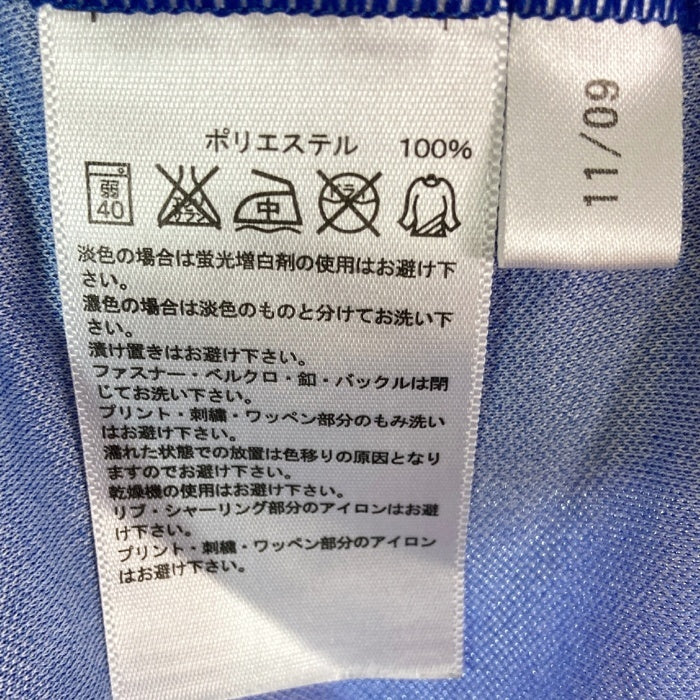 ポリエステル 100%
弱
40
エンソ
サラシ
中
ドライ
淡色の場合は蛍光増白剤の使用はお避け下
さい。
濃色の場合は淡色のものと分けてお洗い下
さい。
漬け置きはお避け下さい。
ファスナー・ベルクロ・釦・バックルは閉
じてお洗い下さい。
プリント・刺繍・ワッペン部分のもみ洗い
はお避け下さい。
濡れた状態での放置は色移りの原因となり
ますのでお避け下さい。
乾燥機の使用はお避け下さい。
リブ・シャーリング部分のアイロンはお避
け下さい。
プリント・刺繍・ワッペン部分のアイロン
はお避け下さい。
11/09